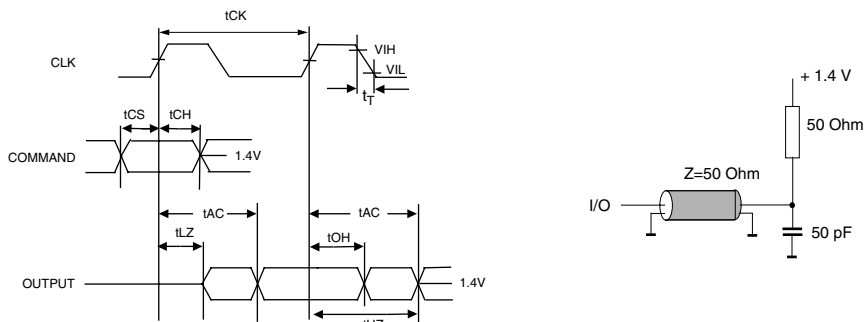 tCK
CLK
VIH
VIL
tT
tCS
tCH
COMMAND
1.4V
tAC
tAC
tLZ
tOH
OUTPUT
1.4V
+ 1.4 V
50 Ohm
Z=50 Ohm
I/O
50 pF